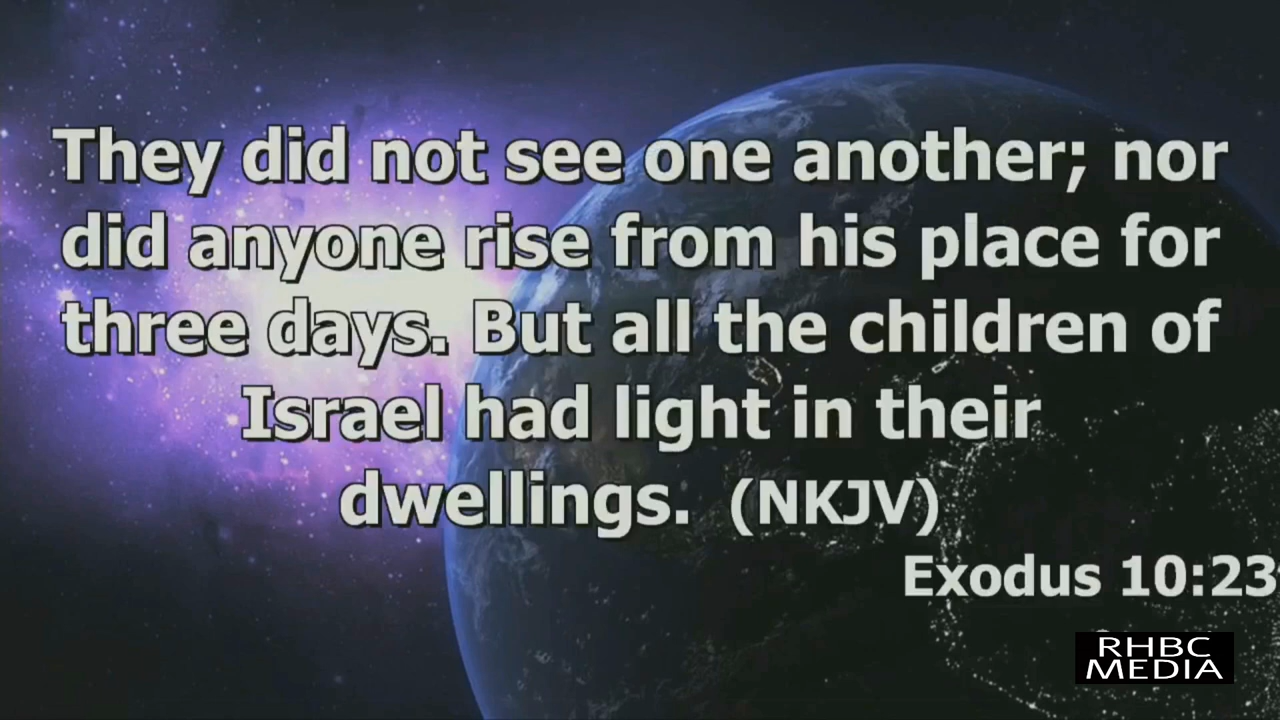 They did not see one another; nor
did anyone rise from his place for
three days. But all the children of
Israel had light in their
dwellings. (NKJV)
Exodus 10:23
RHBC
MEDIA